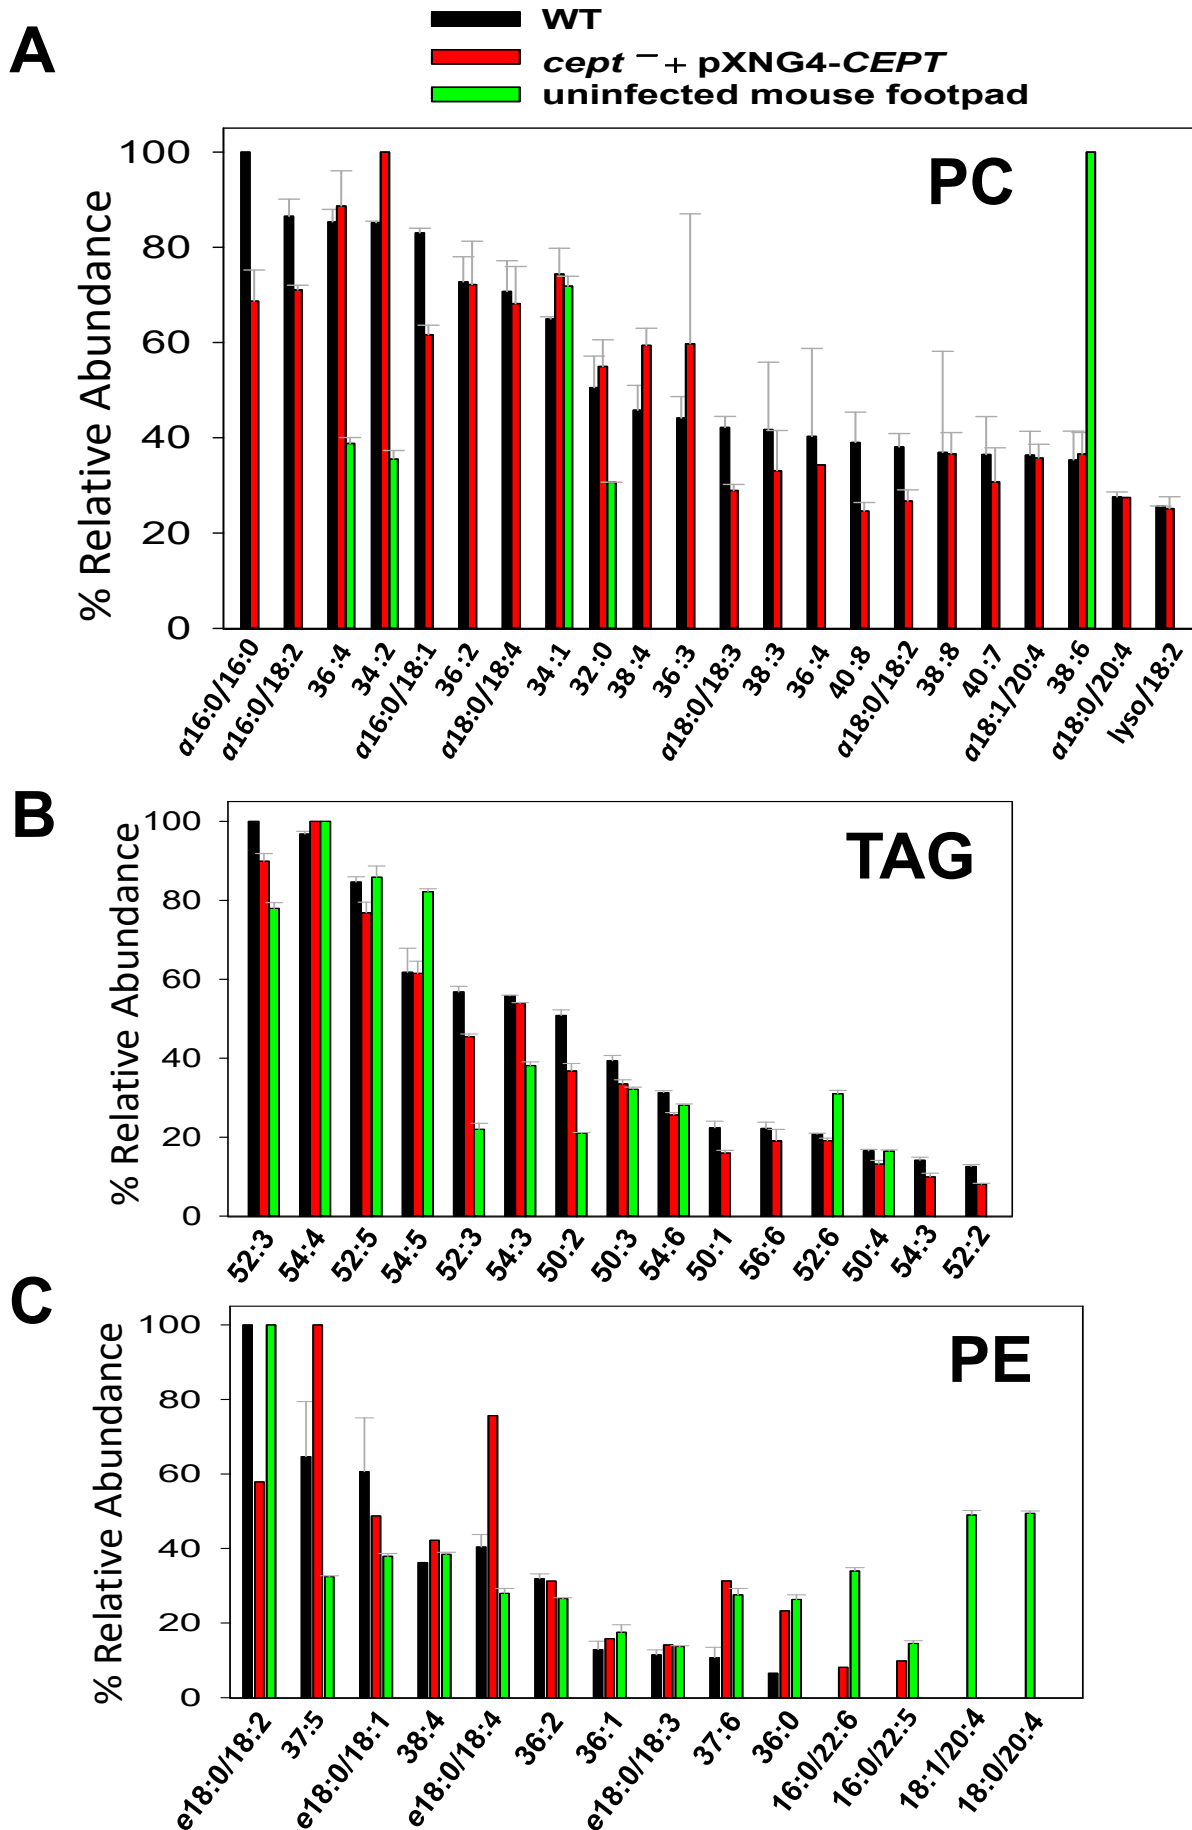 A
WT
cept – + pXNG4-CEPT
uninfected mouse footpad
PC
% Relative Abundance
100
80
60
40
20
0
a16:0/16:0
a16:0/18:2
36:4
34:2
a16:0/18:1
36:2
a18:0/18:4
34:1
32:0
38:4
36:3
a18:0/18:3
38:3
36:4
40:8
a18:0/18:2
38:8
40:7
a18:1/20:4
38:6
a18:0/20:4
lyso/18:2
B
TAG
% Relative Abundance
100
80
60
40
20
0
52:3
54:4
52:5
54:5
52:3
54:3
50:2
50:3
54:6
50:1
56:6
52:6
50:4
54:3
52:2
C
PE
% Relative Abundance
100
80
60
40
20
0
e18:0/18:2
37:5
e18:0/18:1
38:4
e18:0/18:4
36:2
36:1
e18:0/18:3
37:6
36:0
16:0/22:6
16:0/22:5
18:1/20:4
18:0/20:4